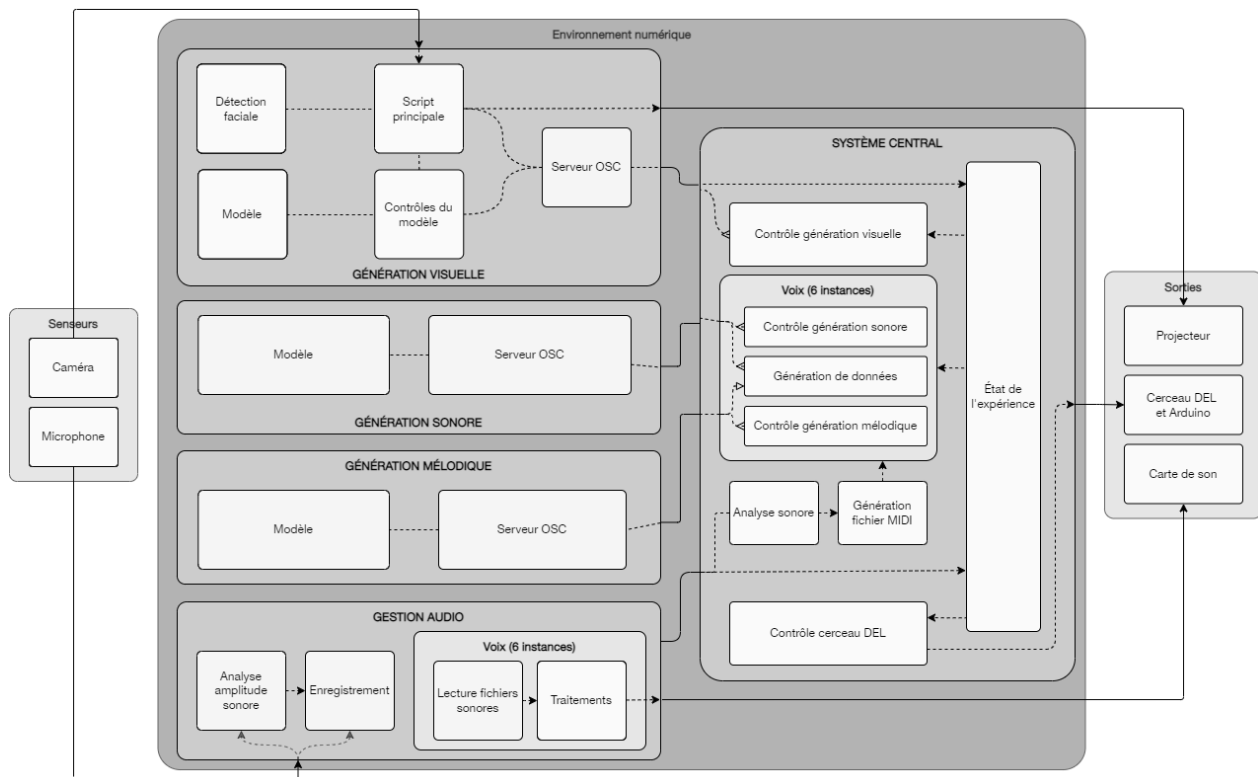 Environnement numérique
Détection
faciale
Script
principale
Serveur OSC
Modèle
Contrôles du
modèle
GÉNÉRATION VISUELLE
Modèle
Serveur OSC
GÉNÉRATION SONORE
GÉNÉRATION MÉLODIQUE
Modèle
Serveur OSC
GESTION AUDIO
Analyse
amplitude
sonore
Enregistrement
Voix (6 instances)
Lecture fichiers
sonores
Traitements
Senseurs
Caméra
Microphone
SYSTÈME CENTRAL
Contrôle génération visuelle
Voix (6 instances)
Contrôle génération sonore
Génération de données
Contrôle génération mélodique
Analyse sonore
Génération
fichier MIDI
Contrôle cerceau DEL
État de
l'expérience
Sorties
Projecteur
Cerceau DEL
et Arduino
Carte de son